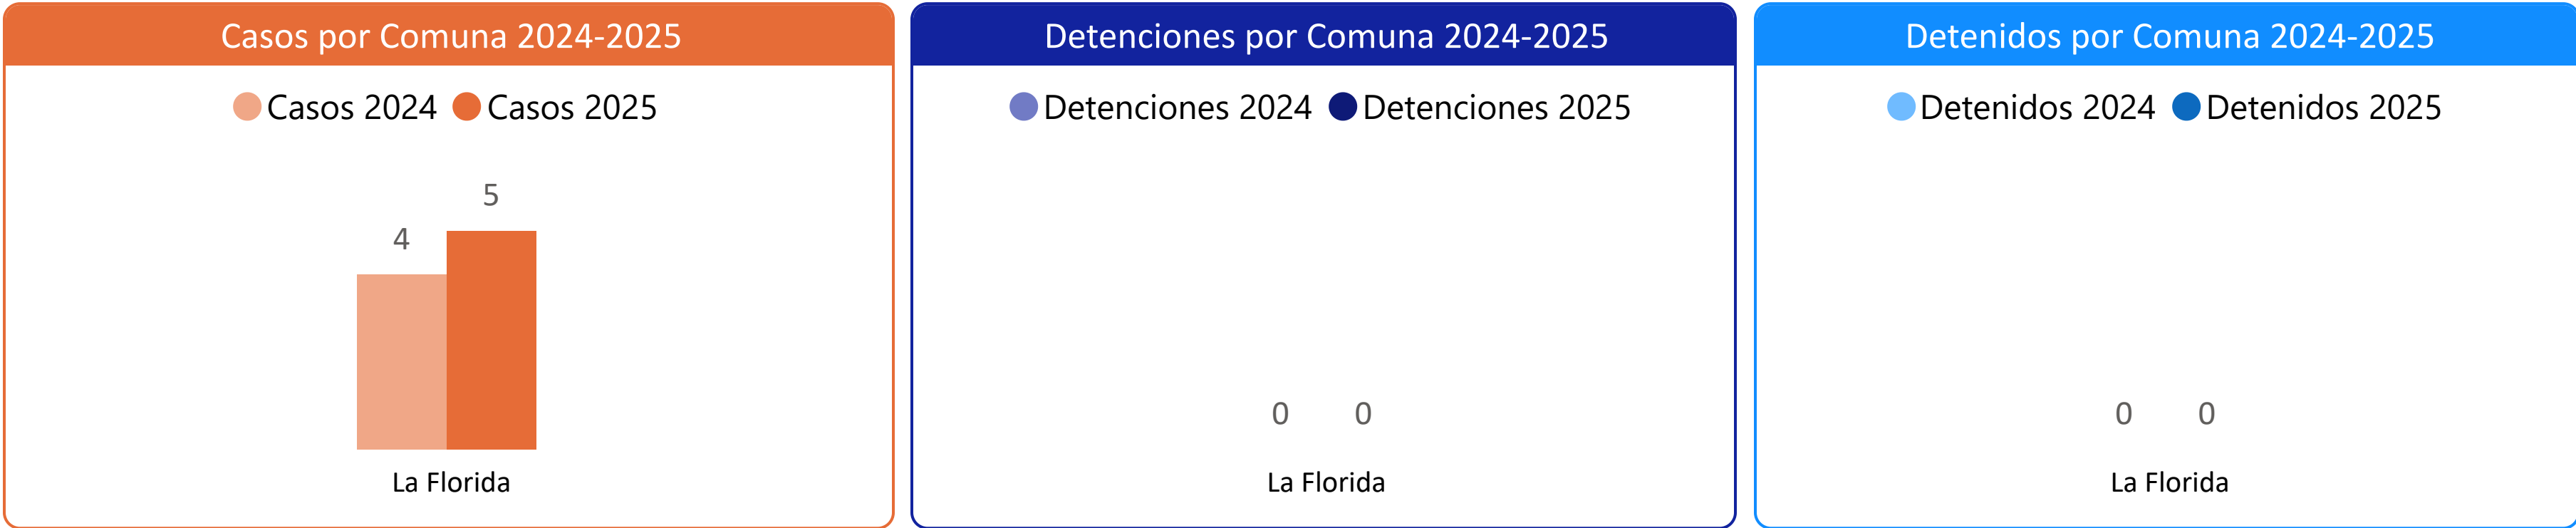 Casos por Comuna 2024-2025
Casos 2024 Casos 2025
5
4
La Florida
Detenciones por Comuna 2024-2025
Detenciones 2024 Detenciones 2025
0 0
La Florida
Detenidos por Comuna 2024-2025
Detenidos 2024 Detenidos 2025
0 0
La Florida